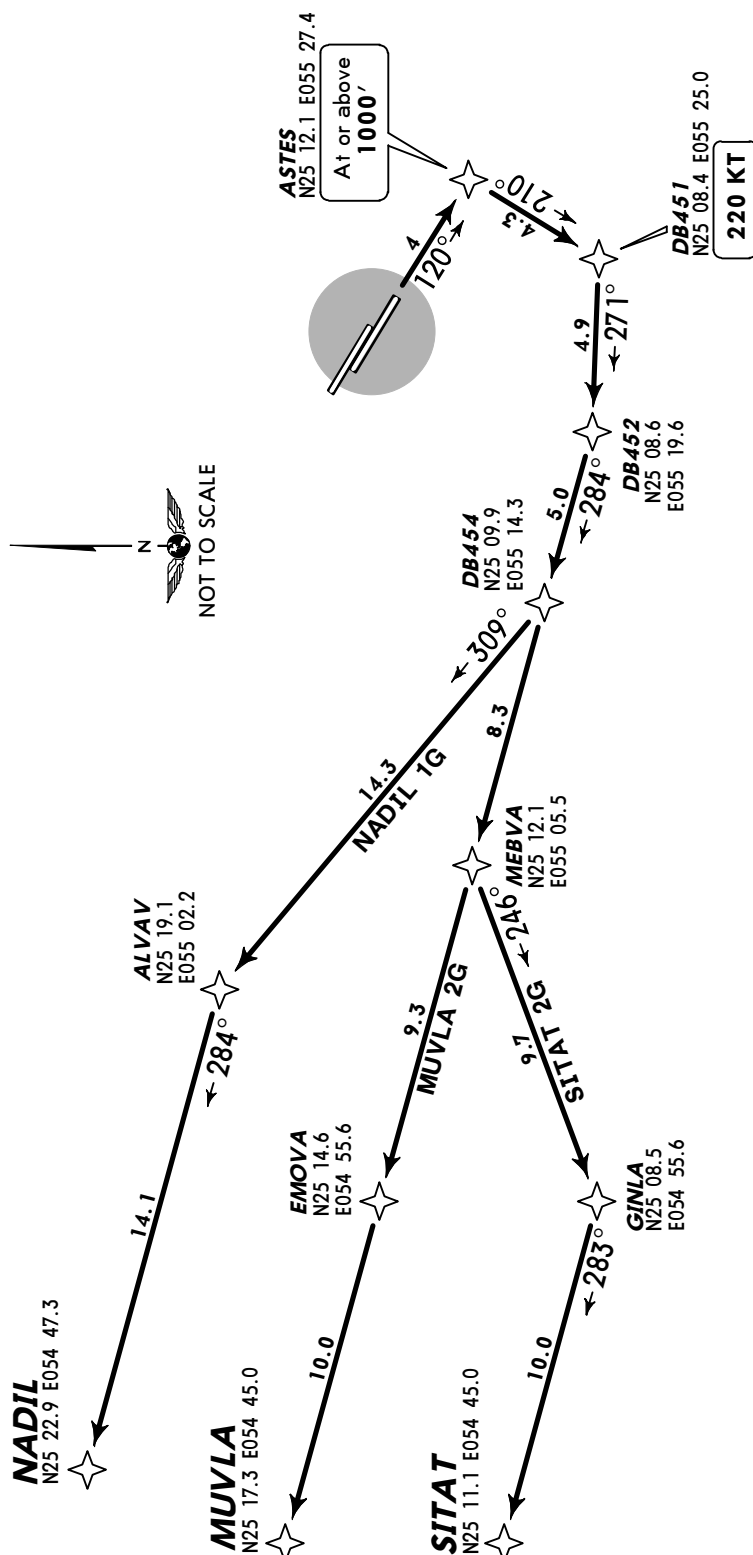 NADIL
N25 22.9 E054 47.3
14.1
284°
ALVAV
N25 19.1
E055 02.2
14.3
NADIL 1G
309°
N
NOT TO SCALE
MUVLA
N25 17.3 E054 45.0
10.0
EMOVA
N25 14.6
E054 55.6
9.3
MUVLA 2G
SITAT
N25 11.1 E054 45.0
10.0
283°
GINLA
N25 08.5
E054 55.6
9.7
SITAT 2G
246°
MEBVA
N25 12.1
E055 05.5
8.3
DB454
N25 09.9
E055 14.3
5.0
284°
DB452
N25 08.6
E055 19.6
4.9
271°
DB451
N25 08.4 E055 25.0
220 KT
4.3
210°
4
120°
ASTES
N25 12.1 E055 27.4
At or above
1000'